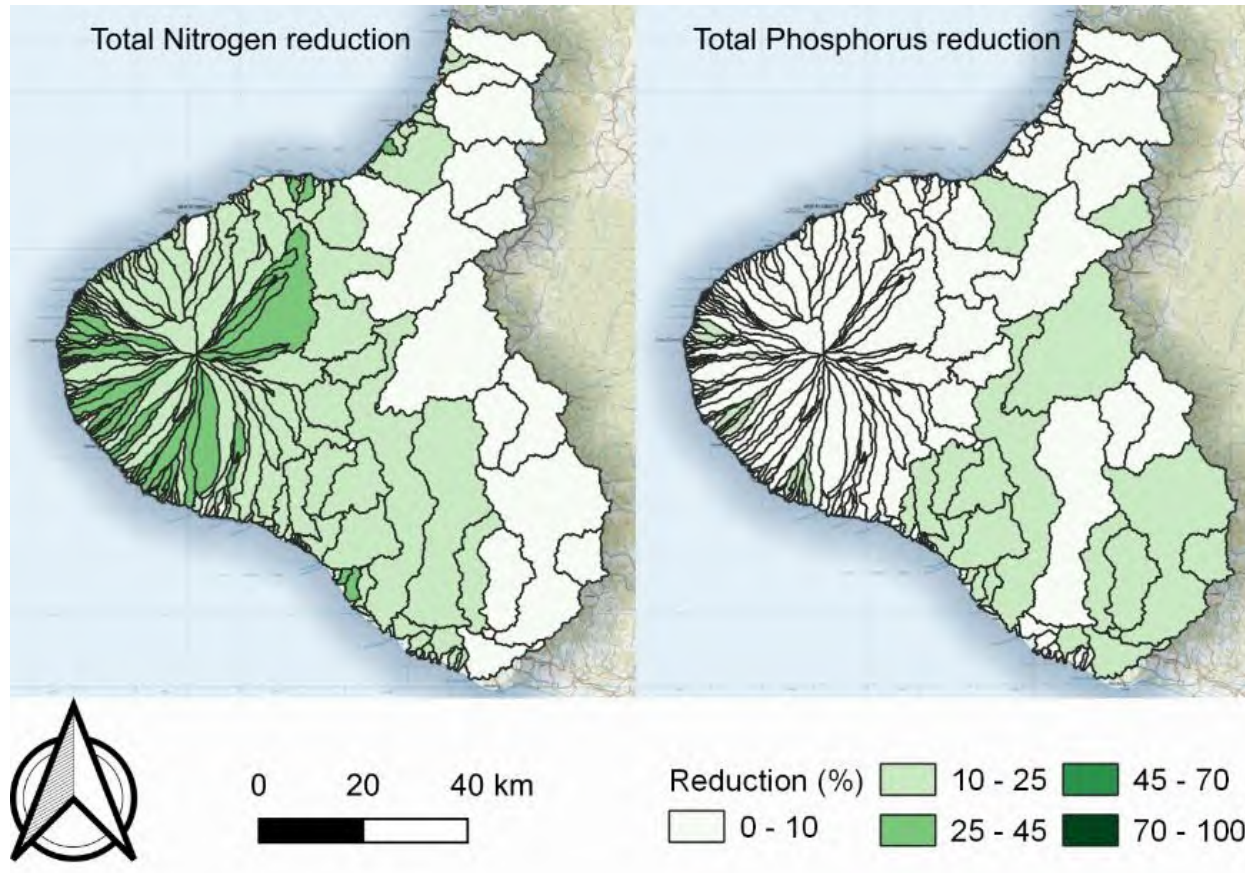 Total Nitrogen reduction
Total Phosphorus reduction
0 20 40 km
Reduction (%)
0 - 10
10 - 25
25 - 45
45 - 70
70 - 100